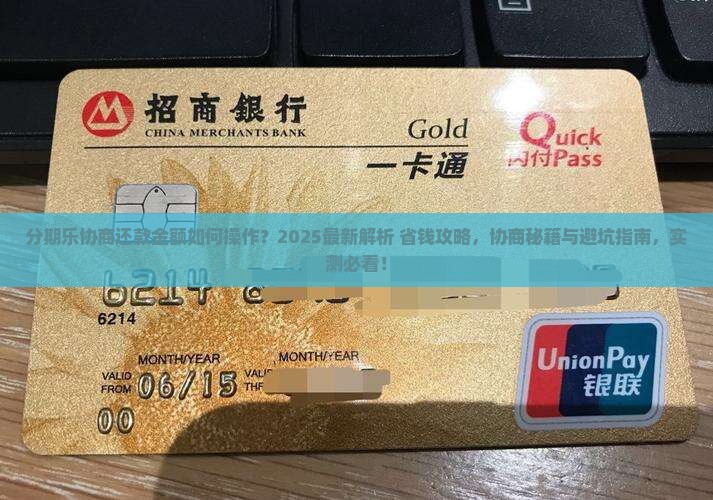 招商銀行
CHINA MERCHANTS BANK
Gold
一卡通
Quick
闪付Pass
分期乐协商还款金额如何操作？2025最新解析 省钱攻略，协商秘籍与避坑指南，实
测必看！
6214
6214
MONTH/YEAR MONTH/YEAR
VALID
FROM 06/15
00
UnionPay
银联